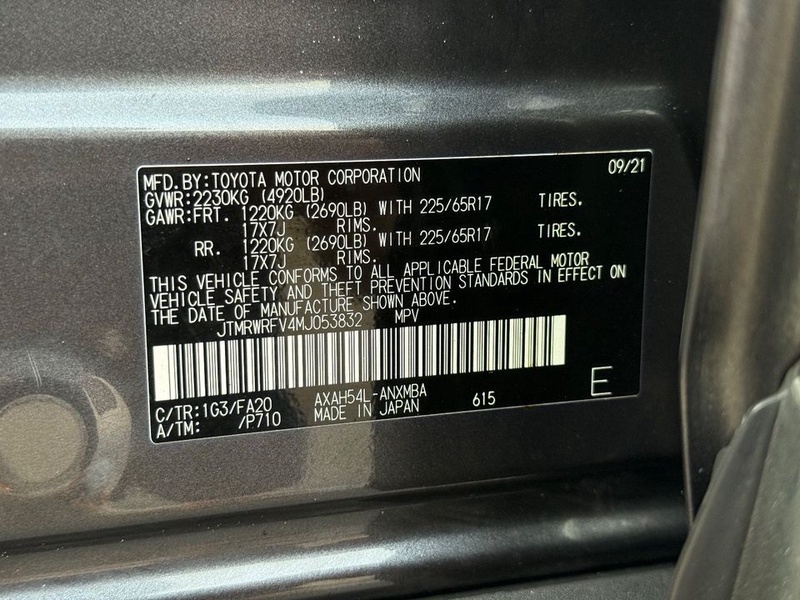 MFD.BY:TOYOTA MOTOR CORPORATION 09/21
GVWR:2230KG (4920LB)
GAWR:FRT. 1220KG (2690LB) WITH 225/65R17 TIRES.
17X7J RIMS.
RR. 1220KG (2690LB) WITH 225/65R17 TIRES.
17X7J RIMS.
THIS VEHICLE CONFORMS TO ALL APPLICABLE FEDERAL MOTOR
VEHICLE SAFETY AND THEFT PREVENTION STANDARDS IN EFFECT ON
THE DATE OF MANUFACTURE SHOWN ABOVE.
JTMRWRFV4MJ053832 MPV
C/TR:1G3/FA20 AXAH54L-ANXMBA 615 E
A/TM: /P710 MADE IN JAPAN